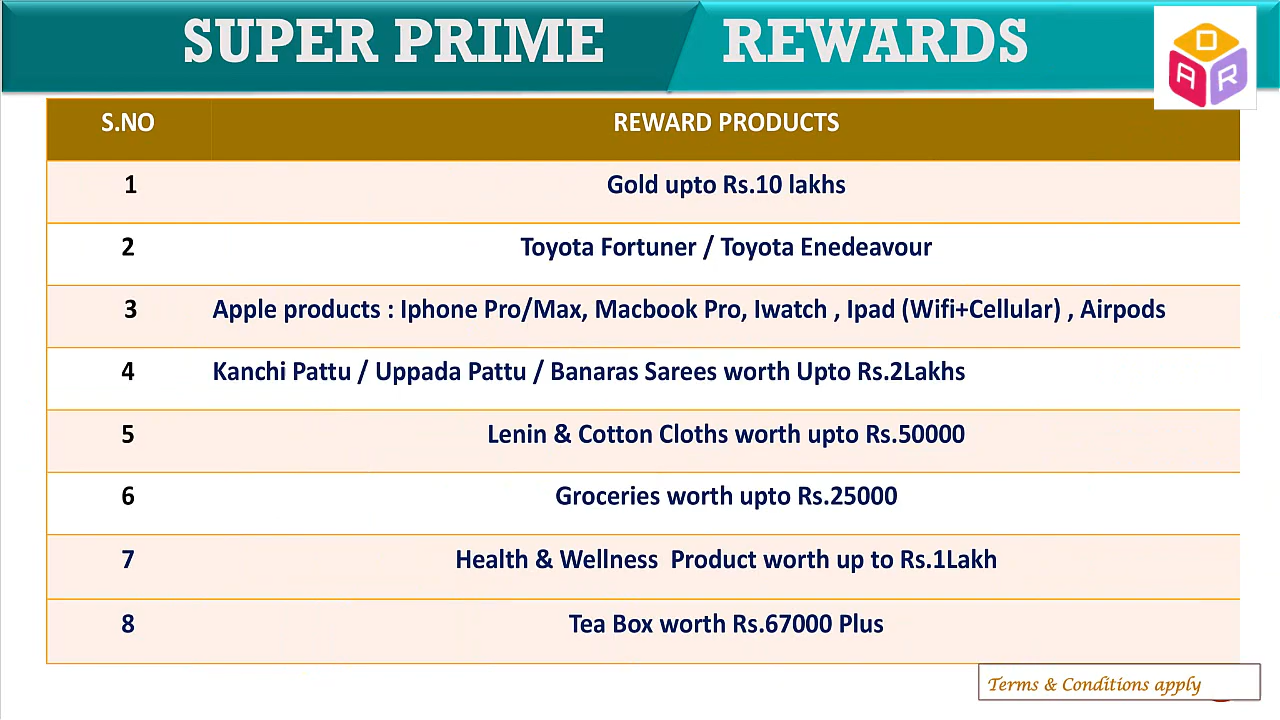 SUPER PRIME REWARDS
D
A R
S.NO REWARD PRODUCTS
1 Gold upto Rs.10 lakhs
2 Toyota Fortuner / Toyota Enedeavour
3 Apple products : Iphone Pro/Max, Macbook Pro, Iwatch , Ipad (Wifi+Cellular) , Airpods
4 Kanchi Pattu / Uppada Pattu / Banaras Sarees worth Upto Rs.2Lakhs
5 Lenin & Cotton Cloths worth upto Rs.50000
6 Groceries worth upto Rs.25000
7 Health & Wellness Product worth up to Rs.1Lakh
8 Tea Box worth Rs.67000 Plus
Terms & Conditions apply